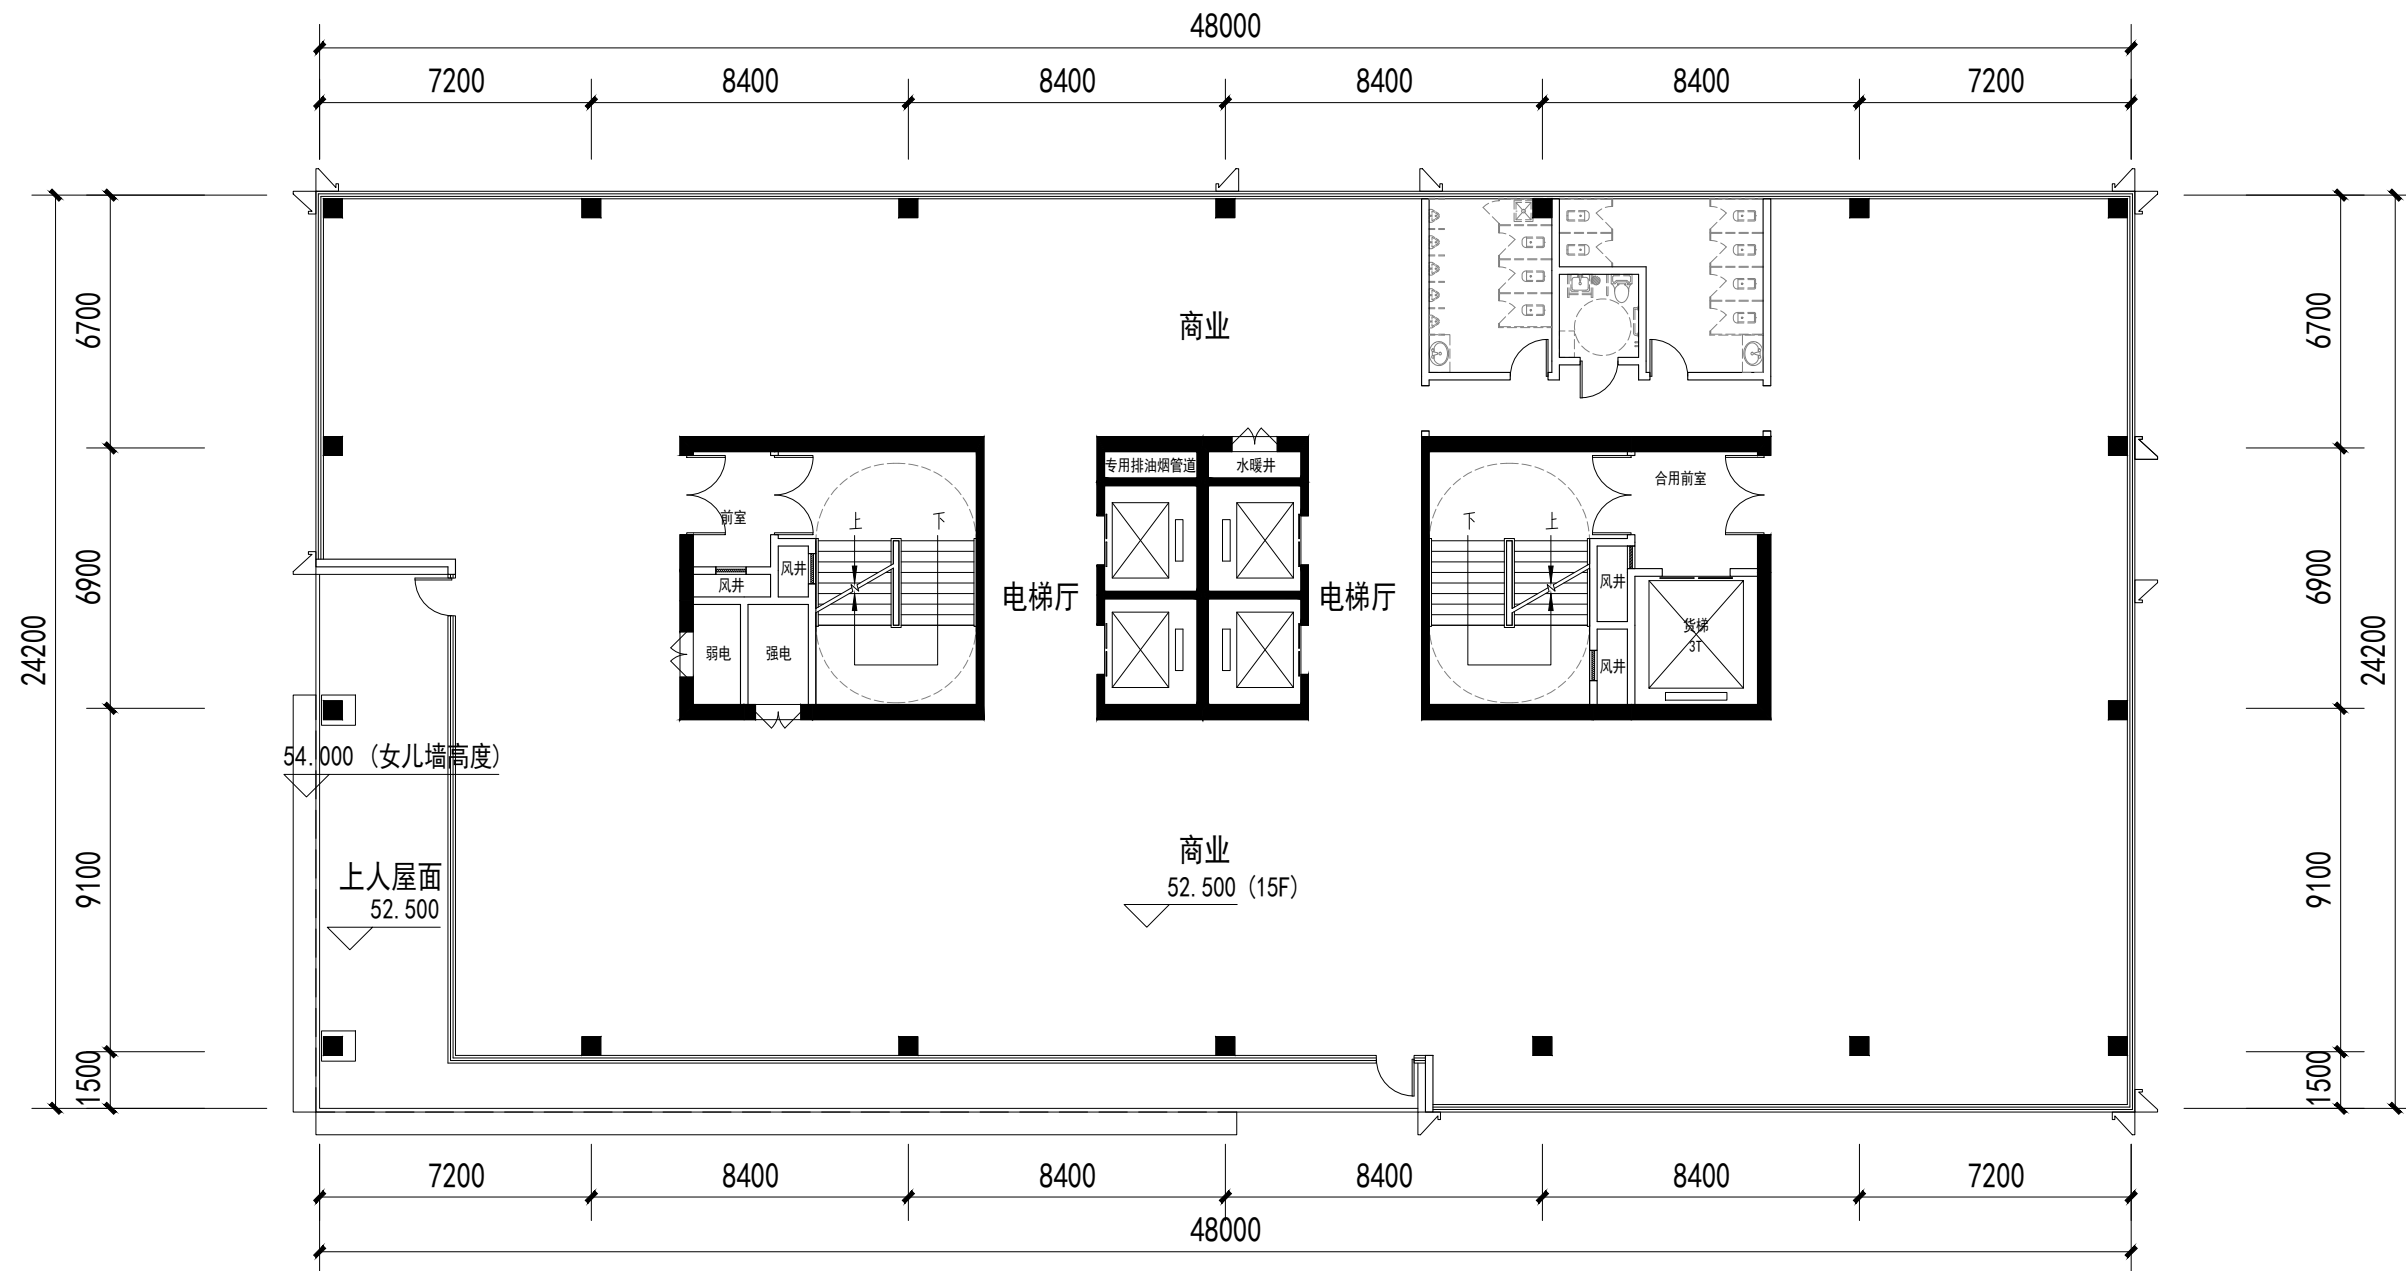 48000
7200 8400 8400 8400 8400 7200
6700
6900
9100
1500
24200
6700
6900
9100
1500
24200
商业
专用排油烟管道
水暖井
合用前室
前室
上
下
下
上
风井
风井
风井
风井
电梯厅
电梯厅
弱电
强电
货梯
3T
54.000 (女儿墙高度)
上人屋面
52.500
商业
52.500 (15F)
7200 8400 8400 8400 8400 7200
48000